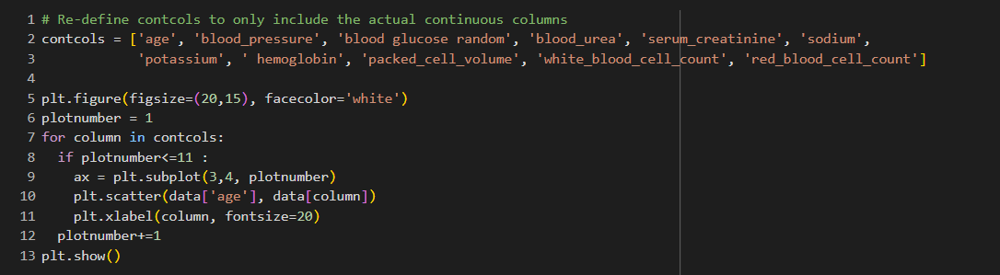 1 # Re-define contcols to only include the actual continuous columns
2 contcols = ['age', 'blood_pressure', 'blood glucose random', 'blood_urea', 'serum_creatinine', 'sodium',
3             'potassium', ' hemoglobin', 'packed_cell_volume', 'white_blood_cell_count', 'red_blood_cell_count']
4
5 plt.figure(figsize=(20,15), facecolor='white')
6 plotnumber = 1
7 for column in contcols:
8   if plotnumber<=11 :
9     ax = plt.subplot(3,4, plotnumber)
10     plt.scatter(data['age'], data[column])
11     plt.xlabel(column, fontsize=20)
12   plotnumber+=1
13 plt.show()